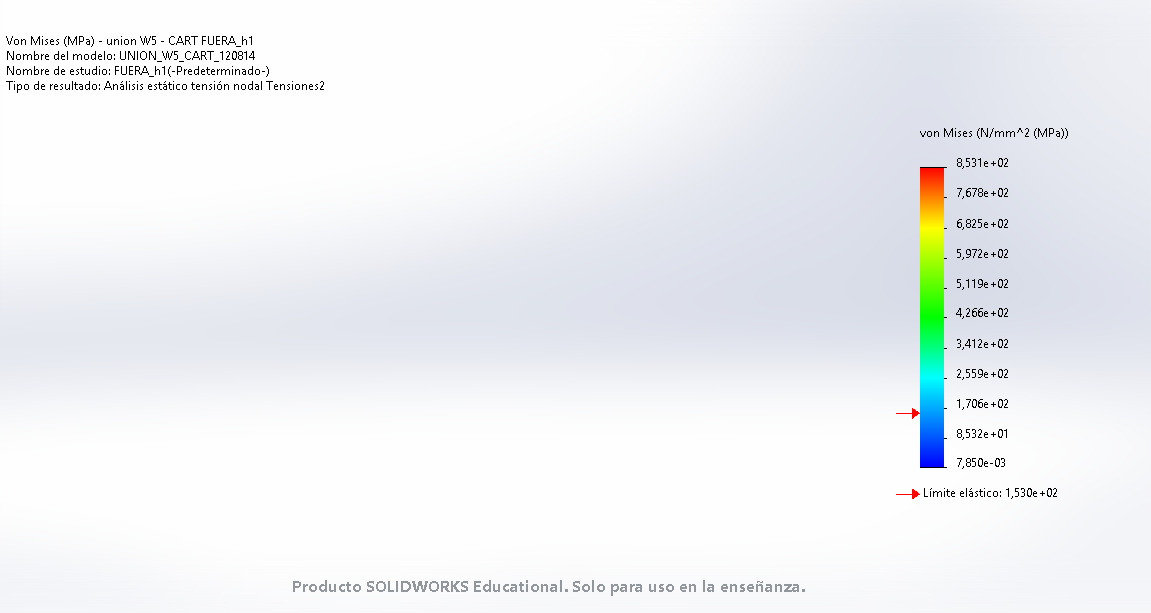 Von Mises (MPa) - union W5 - CART FUERA_h1
Nombre del modelo: UNION_W5_CART_120814
Nombre de estudio: FUERA_h1(-Predeterminado-)
Tipo de resultado: Análisis estático tensión nodal Tensiones2
von Mises (N/mm^2 (MPa))
8,531e+02
7,678e+02
6,825e+02
5,972e+02
5,119e+02
4,266e+02
3,412e+02
2,559e+02
1,706e+02
8,532e+01
7,850e-03
Límite elástico: 1,530e+02
Producto SOLIDWORKS Educational. Solo para uso en la enseñanza.